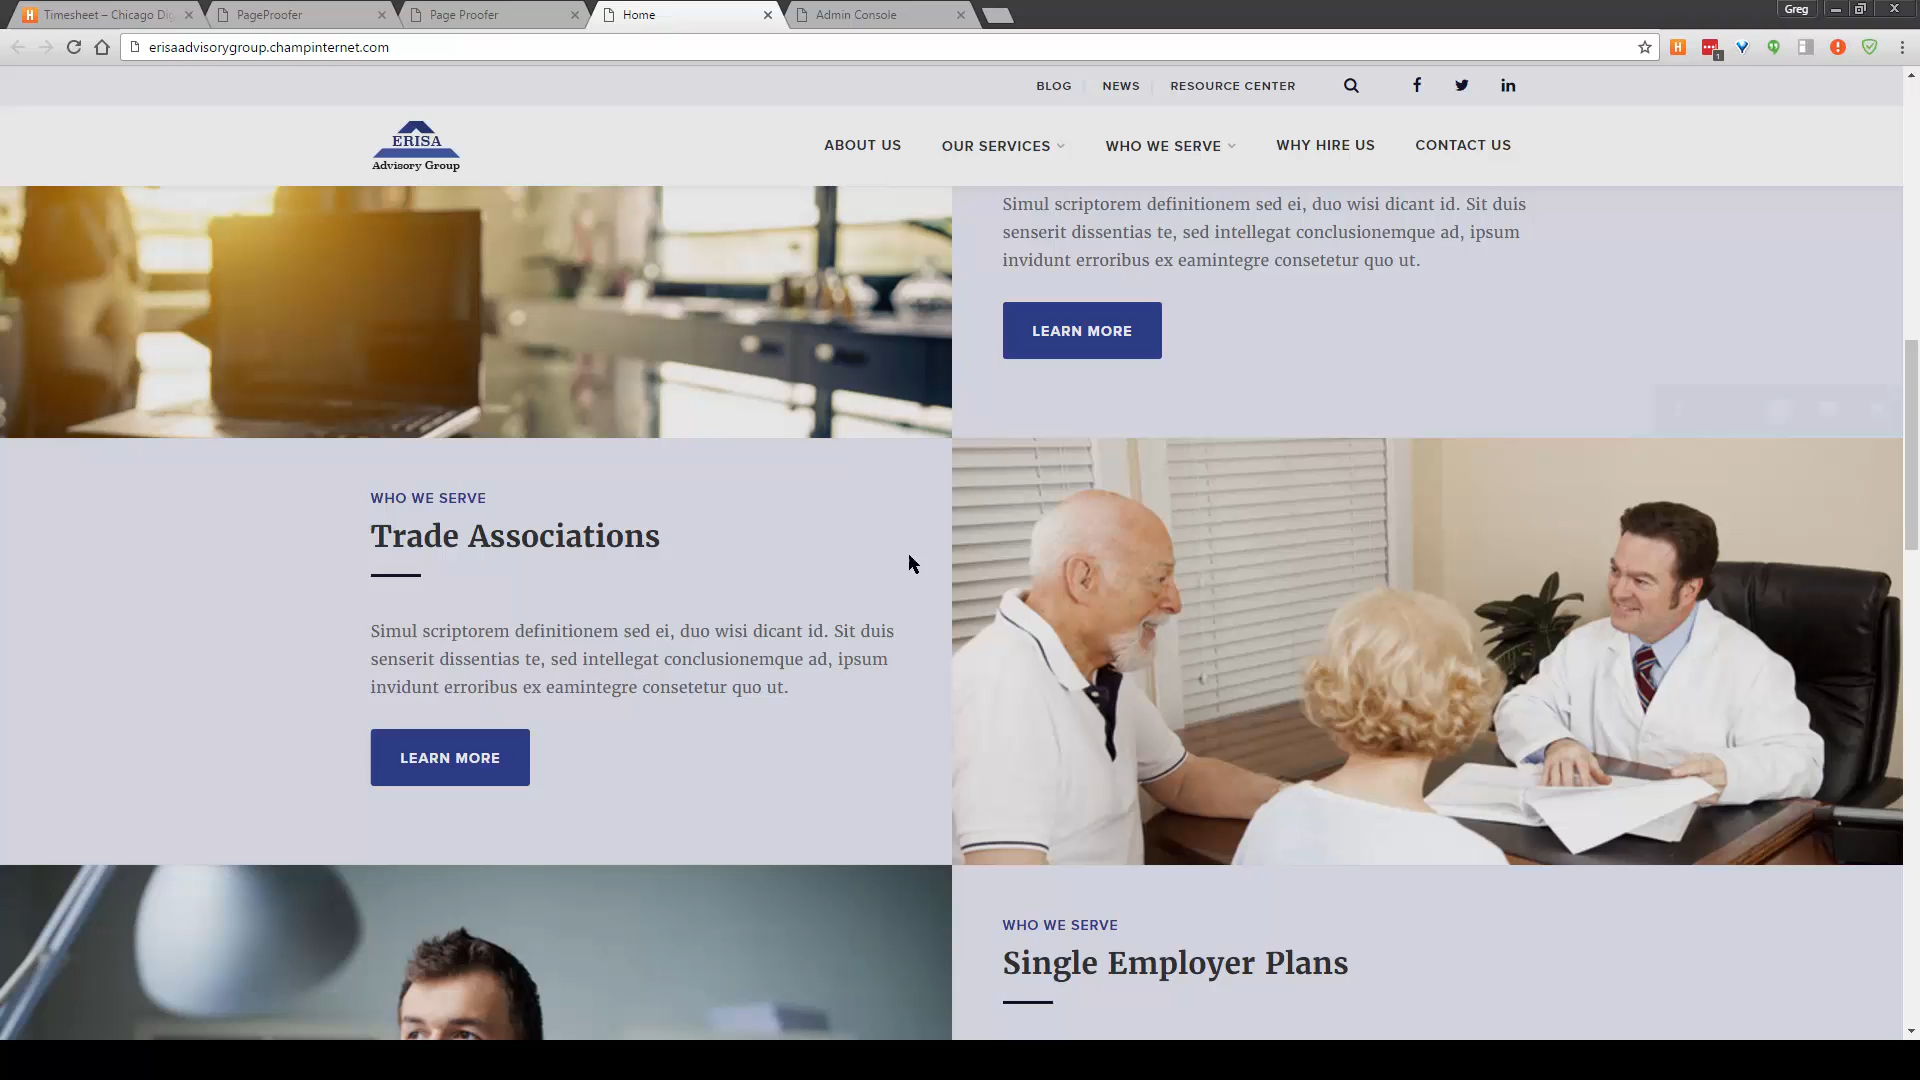 Timesheet – Chicago Di
PageProofer
Page Proofer
Home
Admin Console
Greg
erisaadvisorygroup.champinternet.com
H
1
BLOG
NEWS
RESOURCE CENTER
ERISA
Advisory Group
ABOUT US
OUR SERVICES
WHO WE SERVE
WHY HIRE US
CONTACT US
Simul scriptorem definitionem sed ei, duo wisi dicant id. Sit duis
senserit dissentias te, sed intellegat conclusionemque ad, ipsum
invidunt erroribus ex eamintegre consetetur quo ut.
LEARN MORE
WHO WE SERVE
Trade Associations
Simul scriptorem definitionem sed ei, duo wisi dicant id. Sit duis
senserit dissentias te, sed intellegat conclusionemque ad, ipsum
invidunt erroribus ex eamintegre consetetur quo ut.
LEARN MORE
WHO WE SERVE
Single Employer Plans